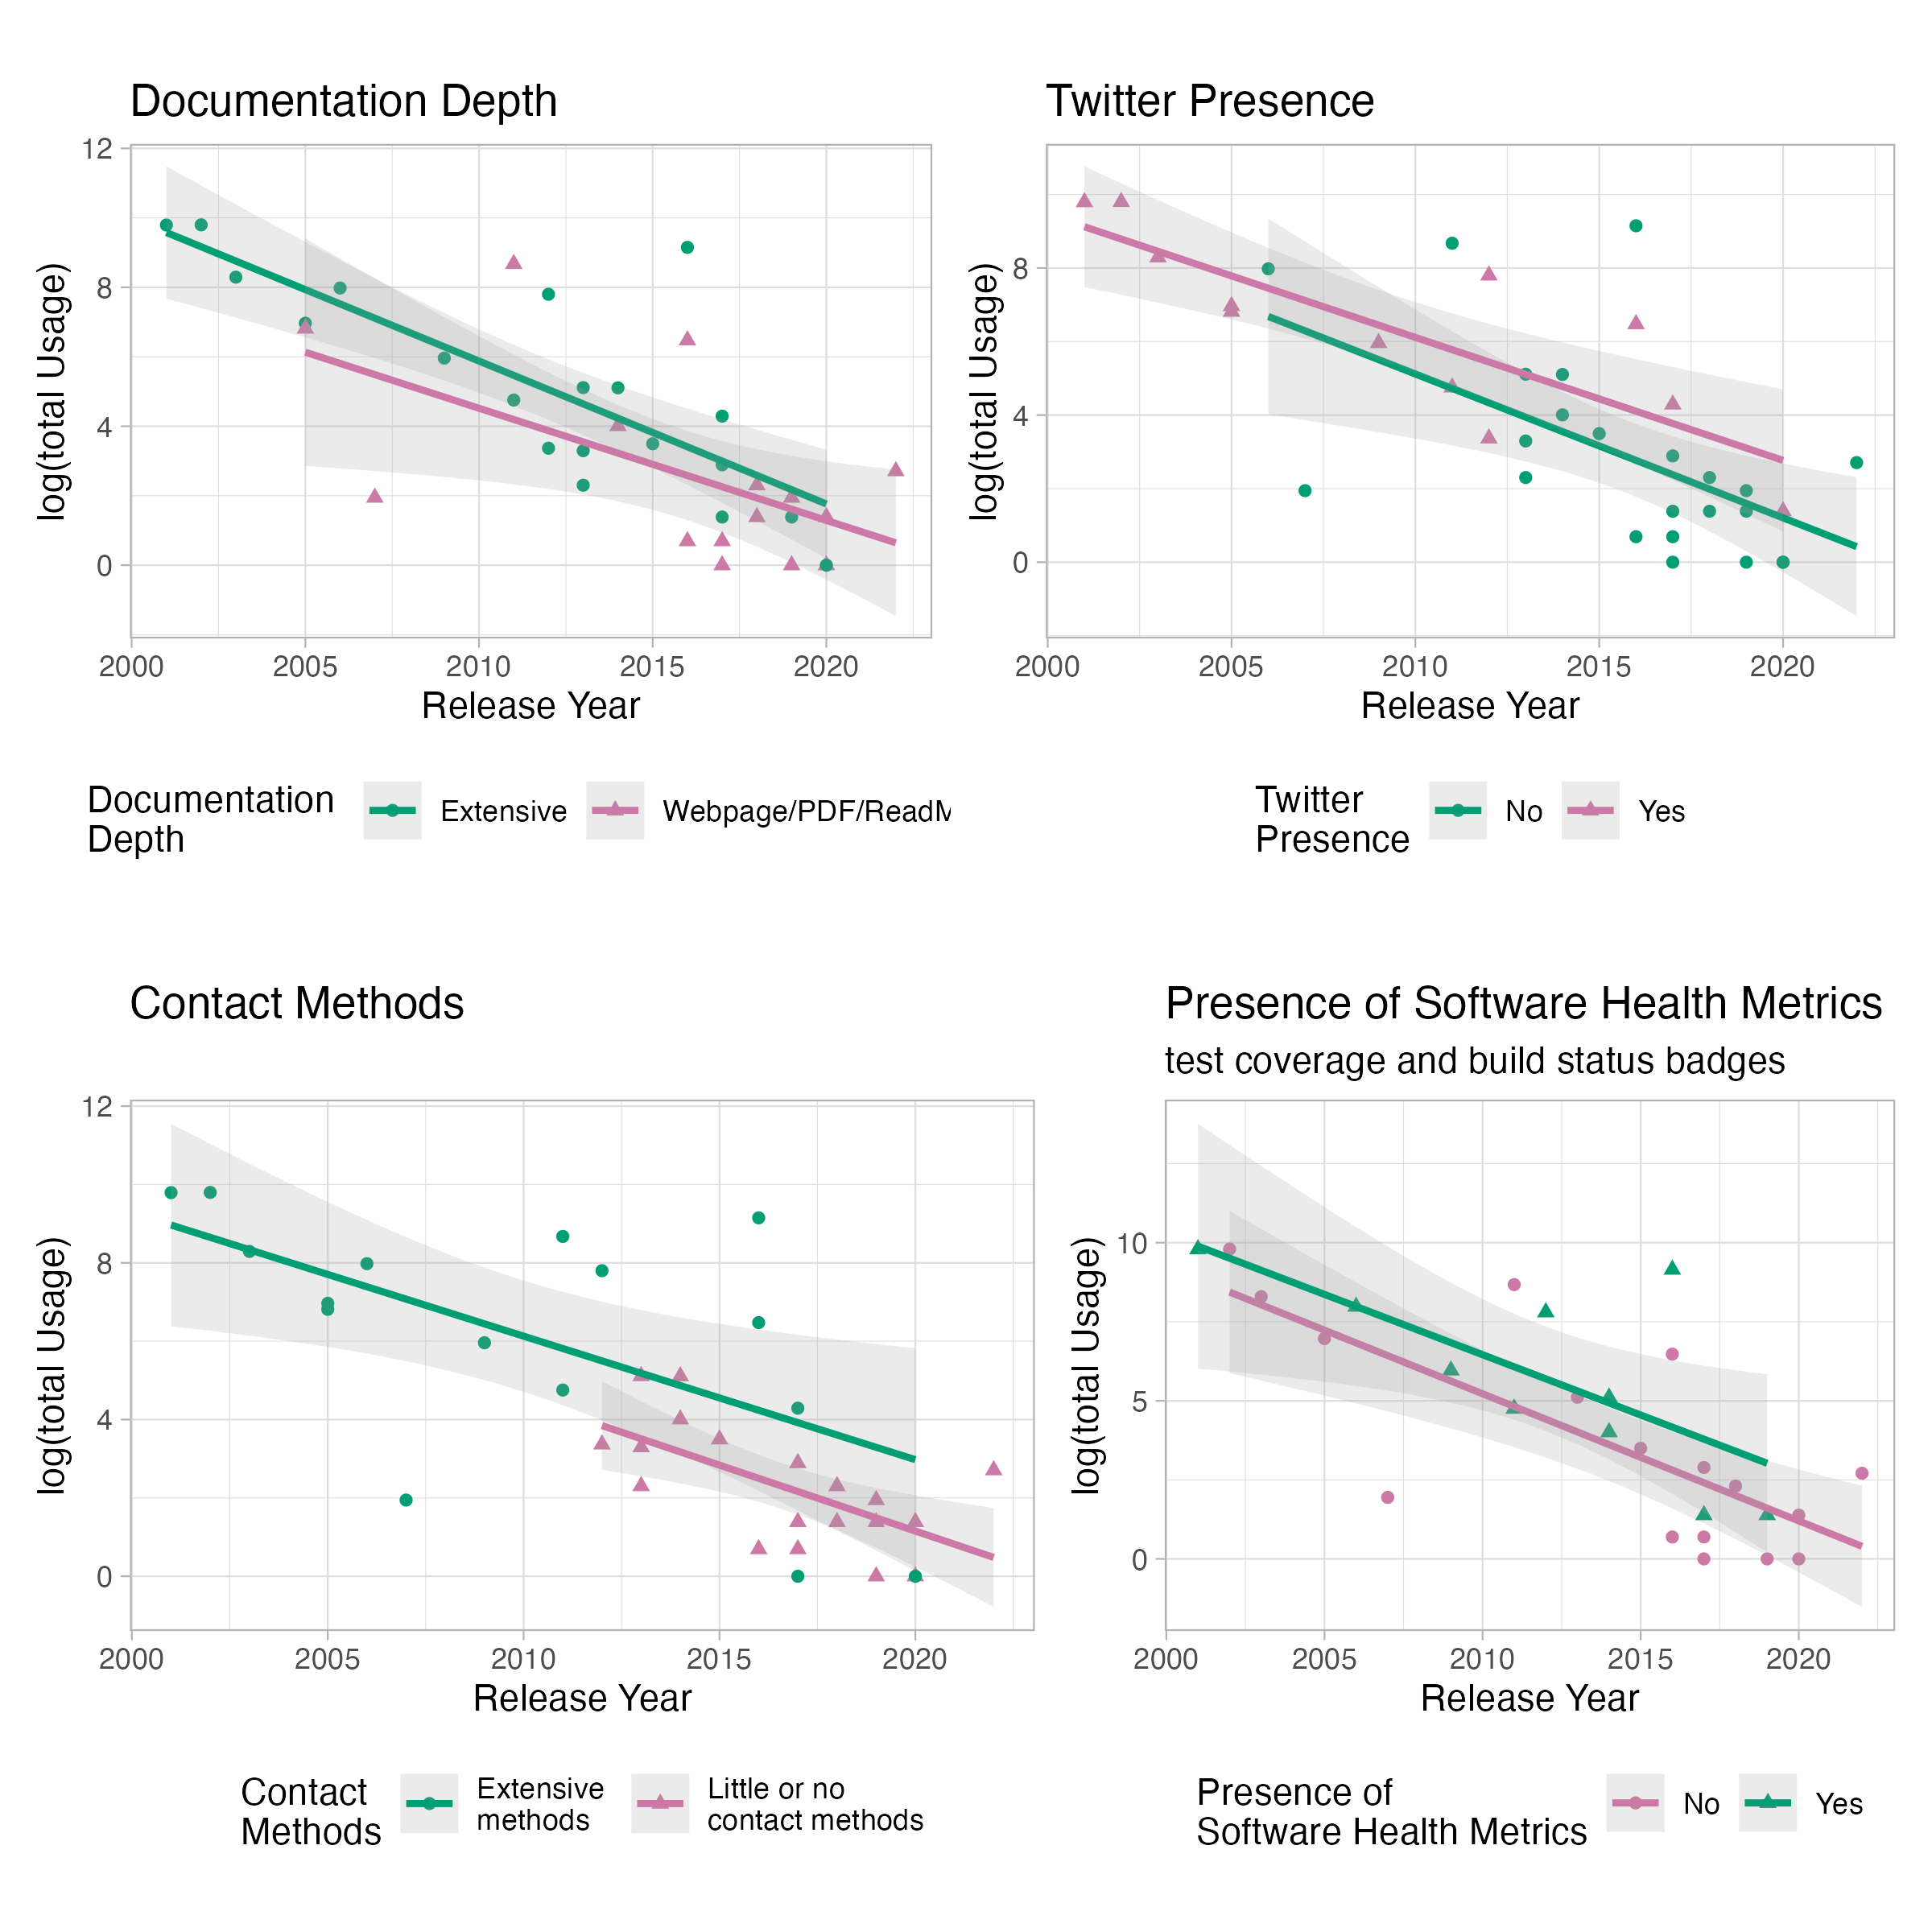 Documentation Depth
12
8
4
0
log(total Usage)
2000 2005 2010 2015 2020
Release Year
Documentation
Depth
Extensive
Webpage/PDF/ReadM
Twitter Presence
8
4
0
log(total Usage)
2000 2005 2010 2015 2020
Release Year
Twitter
Presence
No
Yes
Contact Methods
12
8
4
0
log(total Usage)
2000 2005 2010 2015 2020
Release Year
Contact
Methods
Extensive
methods
Little or no
contact methods
Presence of Software Health Metrics
test coverage and build status badges
10
5
0
log(total Usage)
2000 2005 2010 2015 2020
Release Year
Presence of
Software Health Metrics
No
Yes